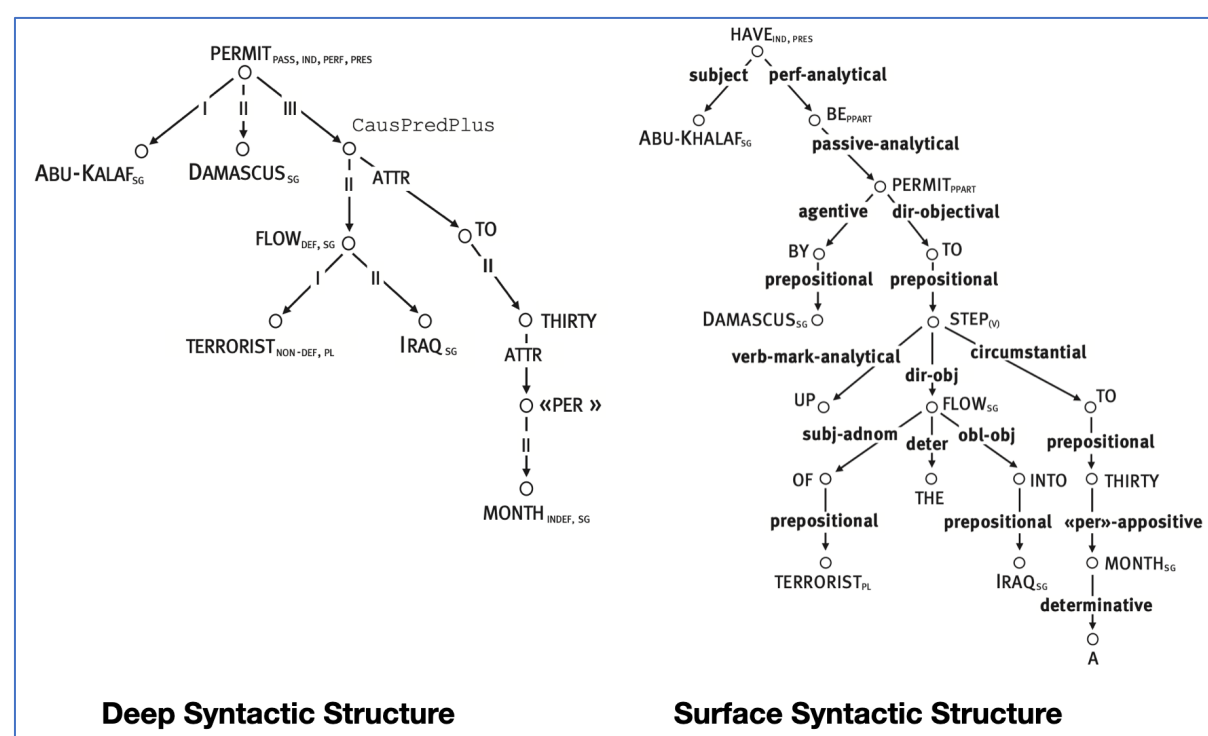 HAVE IND, PRES
PERMIT PASS, IND, PERF, PRES
subject perf-analytical
I II III
BE PPART
CausPredPlus
ABU-KHALAF SG
passive-analytical
ABU-KALAF SG DAMASCUS SG
II ATTR
PERMIT PPART
agentive dir-objectival
FLOW DEF, SG
TO
BY TO
II
prepositional prepositional
I II
DAMASCUS SG STEP (V)
THIRTY
TERRORIST NON-DEF, PL IRAQ SG
ATTR
verb-mark-analytical circumstantial
dir-obj
UP FLOW SG TO
«PER »
subj-adnom deter obl-obj
prepositional
II
OF THE INTO THIRTY
MONTH INDEF, SG
prepositional prepositional «per»-appositive
TERRORIST PL IRAQ SG MONTH SG
determinative
A
Deep Syntactic Structure Surface Syntactic Structure